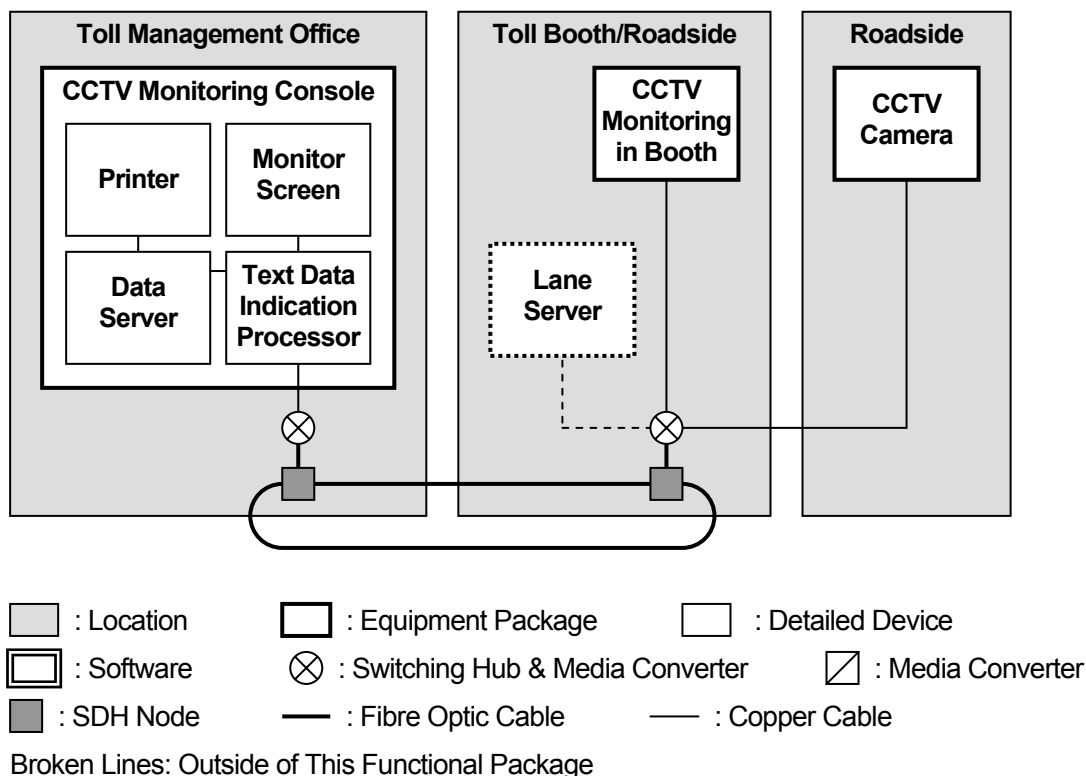 Toll Management Office
Toll Booth/Roadside
Roadside
CCTV Monitoring Console
Printer
Monitor
Screen
Data
Server
Text Data
Indication
Processor
CCTV
Monitoring
in Booth
Lane
Server
CCTV
Camera
: Location
: Equipment Package
: Detailed Device
: Software
: Switching Hub & Media Converter
: Media Converter
: SDH Node
: Fibre Optic Cable
: Copper Cable
Broken Lines: Outside of This Functional Package